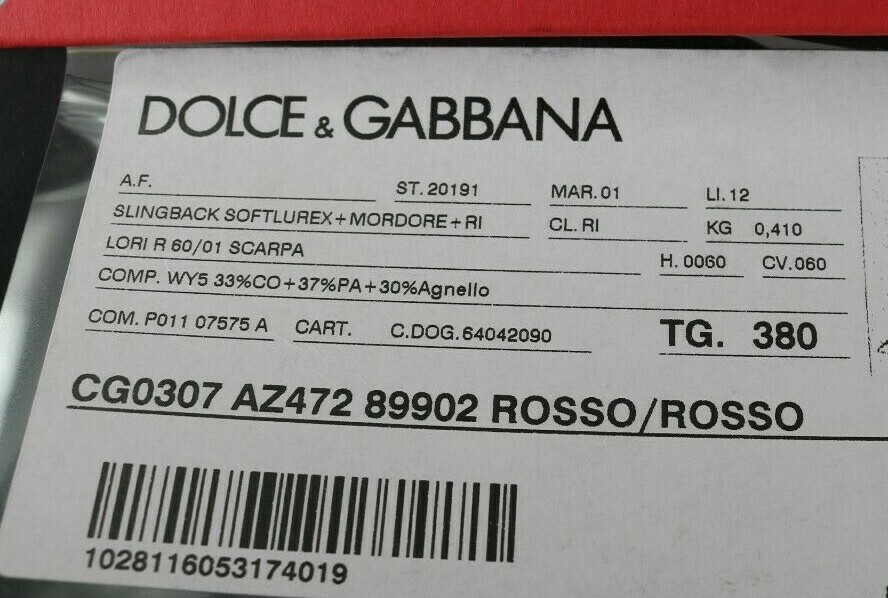 DOLCE & GABBANA
A.F. ST. 20191 MAR. 01 LI. 12
SLINGBACK SOFTLUREX+MORDORE+RI CL. RI KG 0,410
LORI R 60/01 SCARPA H. 0060 CV.060
COMP. WY5 33%CO+37%PA+30%Agnello
COM. P011 07575 A CART. C.DOG.64042090 TG. 380
CG0307 AZ472 89902 ROSSO/ROSSO
1028116053174019